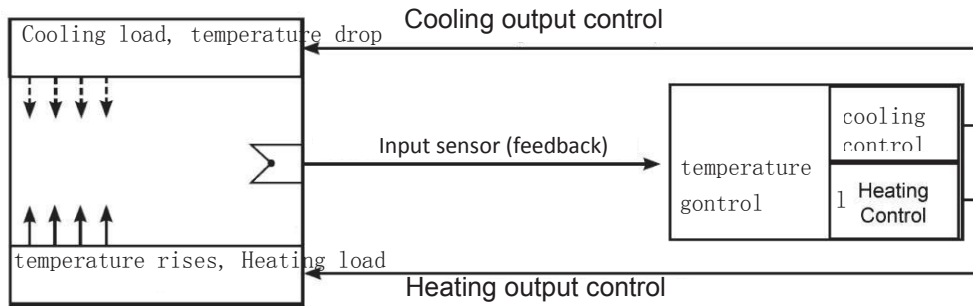 Cooling output control
Cooling load, temperature drop
Input sensor (feedback)
temperature
gontrol
cooling
control
l Heating
Control
temperature rises, Heating load
Heating output control